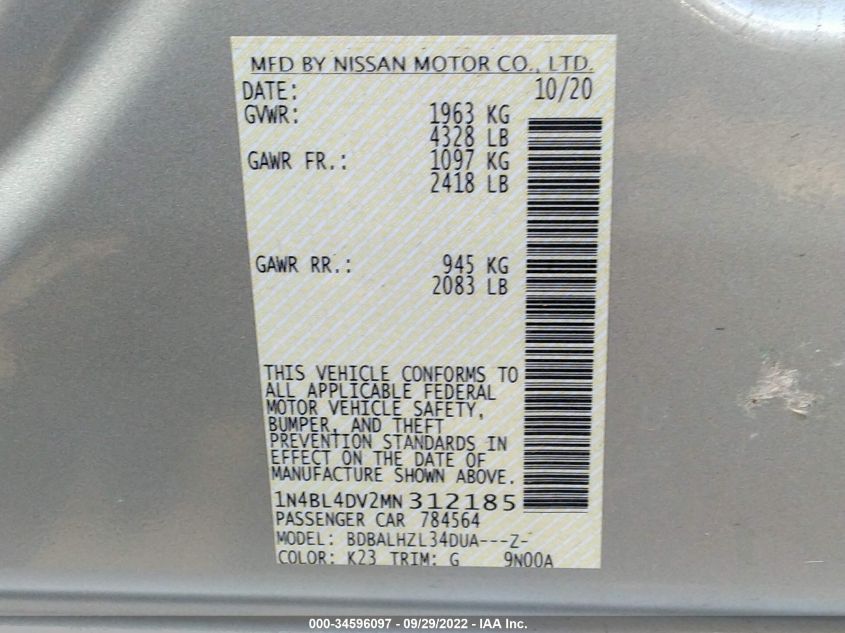 MFD BY NISSAN MOTOR CO., LTD.
DATE: 10/20
GVWR: 1963 KG
4328 LB
GAWR FR.: 1097 KG
2418 LB
GAWR RR.: 945 KG
2083 LB
THIS VEHICLE CONFORMS TO
ALL APPLICABLE FEDERAL
MOTOR VEHICLE SAFETY,
BUMPER, AND THEFT
PREVENTION STANDARDS IN
EFFECT ON THE DATE OF
MANUFACTURE SHOWN ABOVE.
1N4BL4DV2MN312185
PASSENGER CAR 784564
MODEL: BDBALHZL34DUA---Z-
COLOR: K23 TRIM: G 9N00A
000-34596097 - 09/29/2022 - IAA Inc.